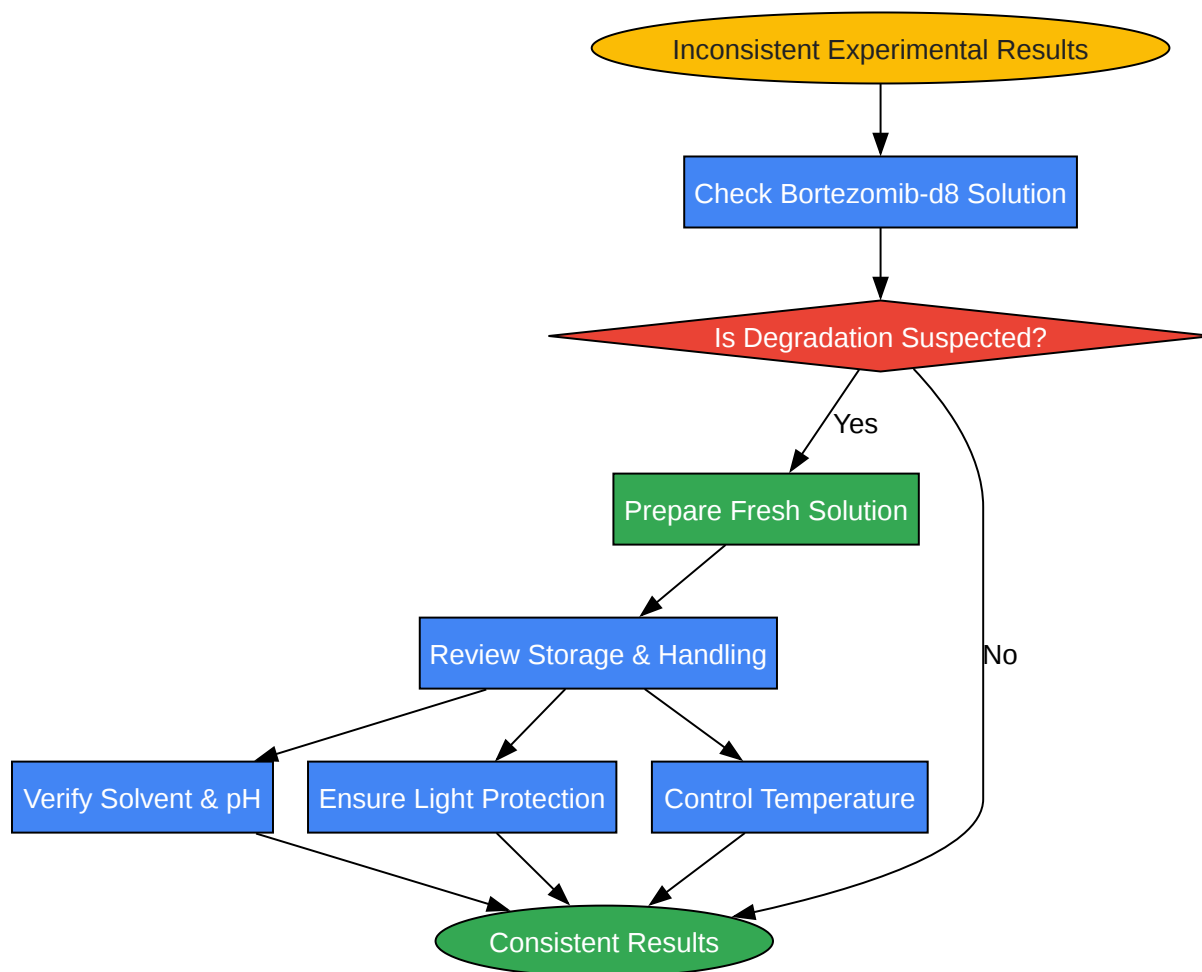 Inconsistent Experimental Results
Check Bortezomib-d8 Solution
Is Degradation Suspected?
Yes
Prepare Fresh Solution
Review Storage & Handling
No
Verify Solvent & pH
Ensure Light Protection
Control Temperature
Consistent Results